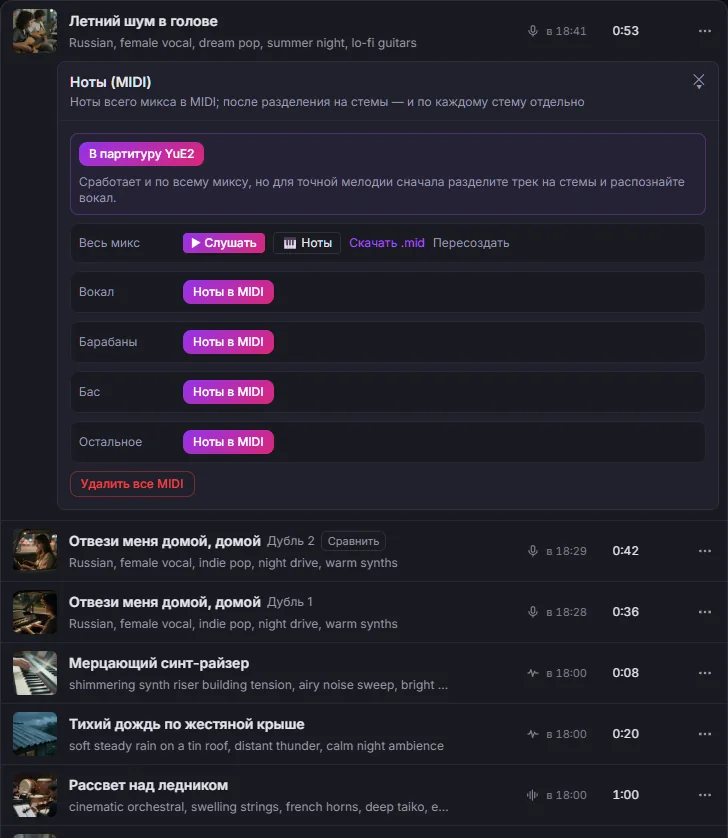 Летний шум в голове
в 18:41
0:53
Russian, female vocal, dream pop, summer night, lo-fi guitars
Ноты (MIDI)
Ноты всего микса в MIDI; после разделения на стемы — и по каждому стему отдельно
В партитуру YuE2
Сработает и по всему миксу, но для точной мелодии сначала разделите трек на стемы и распознайте
вокал.
Весь микс
Слушать
Ноты
Скачать .mid
Пересоздать
Вокал
Ноты в MIDI
Барабаны
Ноты в MIDI
Бас
Ноты в MIDI
Остальное
Ноты в MIDI
Удалить все MIDI
Отвези меня домой, домой Дубль 2 Сравнить
в 18:29
0:42
Russian, female vocal, indie pop, night drive, warm synths
Отвези меня домой, домой Дубль 1
в 18:28
0:36
Russian, female vocal, indie pop, night drive, warm synths
Мерцающий синт-райзер
в 18:00
0:08
shimmering synth riser building tension, airy noise sweep, bright ...
Тихий дождь по жестяной крыше
в 18:00
0:20
soft steady rain on a tin roof, distant thunder, calm night ambience
Рассвет над ледником
в 18:00
1:00
cinematic orchestral, swelling strings, french horns, deep taiko, e...